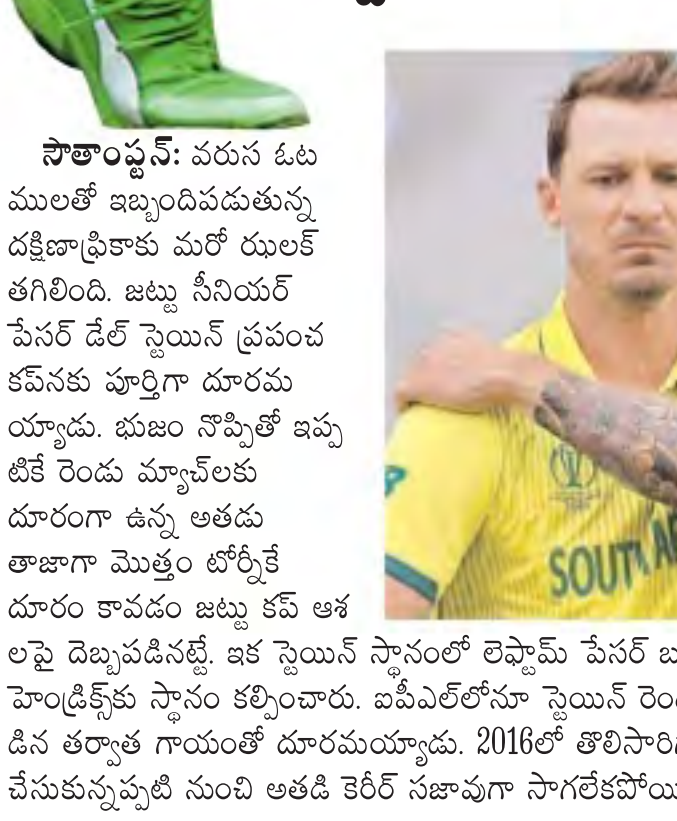 సౌతాంప్టన్: వరుస ఓట
ములతో ఇబ్బందిపడుతున్న
దక్షిణాఫ్రికాకు మరో ఝలక్
తగిలింది. జట్టు సీనియర్
పేసర్ డేల్ స్టెయిన్ ప్రపంచ
కప్‌నకు పూర్తిగా దూరమ
య్యాడు. భుజం నొప్పితో ఇప్ప
టికే రెండు మ్యాచ్‌లకు
దూరంగా ఉన్న అతడు
తాజాగా మొత్తం టోర్నీకే
దూరం కావడం జట్టు కప్ ఆశ
లపై దెబ్బపడినట్టే. ఇక స్టెయిన్ స్థానంలో లెఫ్టామ్ పేసర్
హెండ్రిక్స్‌కు స్థానం కల్పించారు. ఐపీఎల్‌లోనూ స్టెయిన్
డిన తర్వాత గాయంతో దూరమయ్యాడు. 2016లో
చేసుకున్నప్పటి నుంచి అతడి కెరీర్ సజావుగా
SOUTH